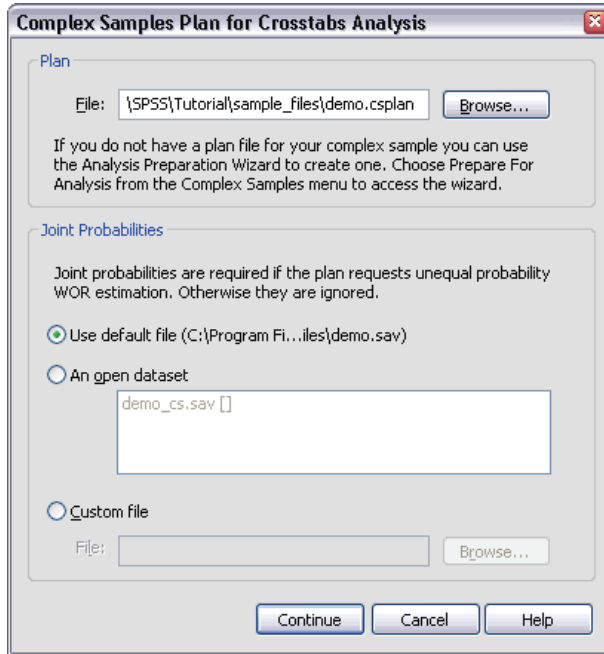 Complex Samples Plan for Crosstabs Analysis
Plan
File: \SPSS\Tutorial\sample_files\demo.csplan Browse...
If you do not have a plan file for your complex sample you can use
the Analysis Preparation Wizard to create one. Choose Prepare For
Analysis from the Complex Samples menu to access the wizard.
Joint Probabilities
Joint probabilities are required if the plan requests unequal probability
WOR estimation. Otherwise they are ignored.
Use default file (C:\Program Fi...iles\demo.sav)
An open dataset
demo_cs.sav []
Custom file
File: Browse...
Continue Cancel Help